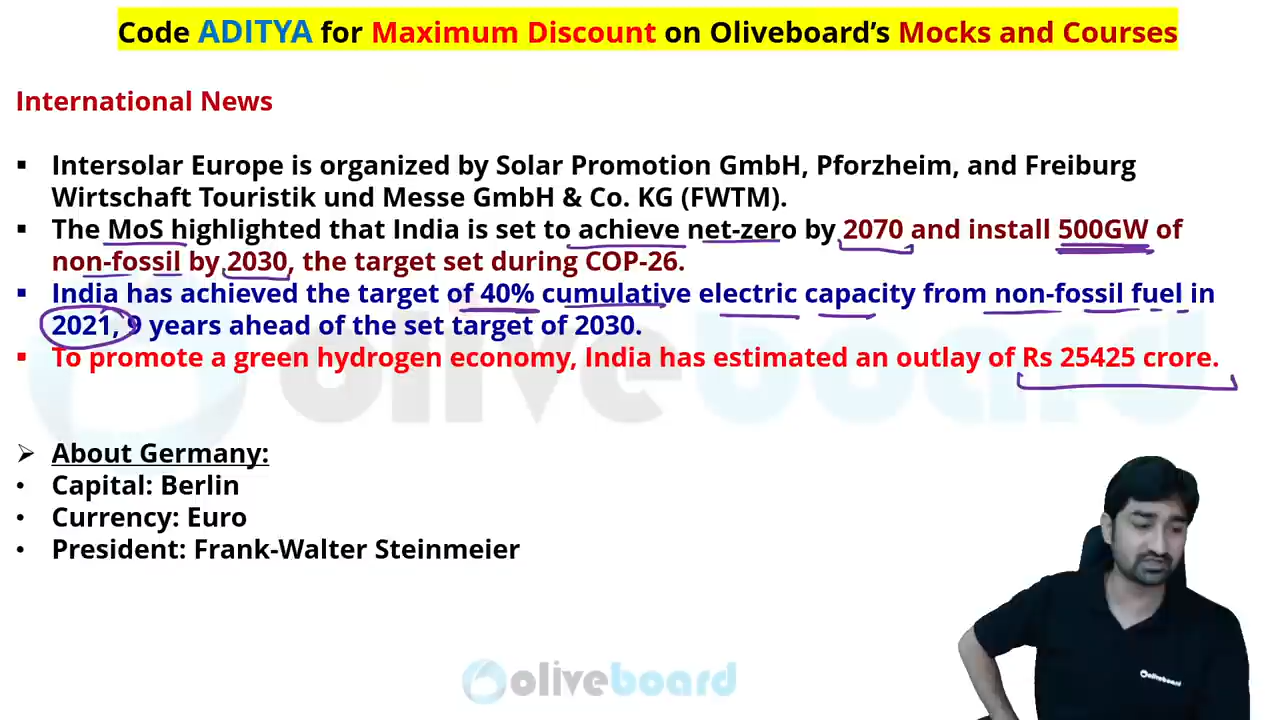 Code ADITYA for Maximum Discount on Oliveboard’s Mocks and Courses
International News
▪ Intersolar Europe is organized by Solar Promotion GmbH, Pforzheim, and Freiburg
Wirtschaft Touristik und Messe GmbH & Co. KG (FWTM).
▪ The MoS highlighted that India is set to achieve net-zero by 2070 and install 500GW of
non-fossil by 2030, the target set during COP-26.
▪ India has achieved the target of 40% cumulative electric capacity from non-fossil fuel in
2021, 9 years ahead of the set target of 2030.
▪ To promote a green hydrogen economy, India has estimated an outlay of Rs 25425 crore.
➢ About Germany:
• Capital: Berlin
• Currency: Euro
• President: Frank-Walter Steinmeier
oliveboard
oliveboard
oliveboard